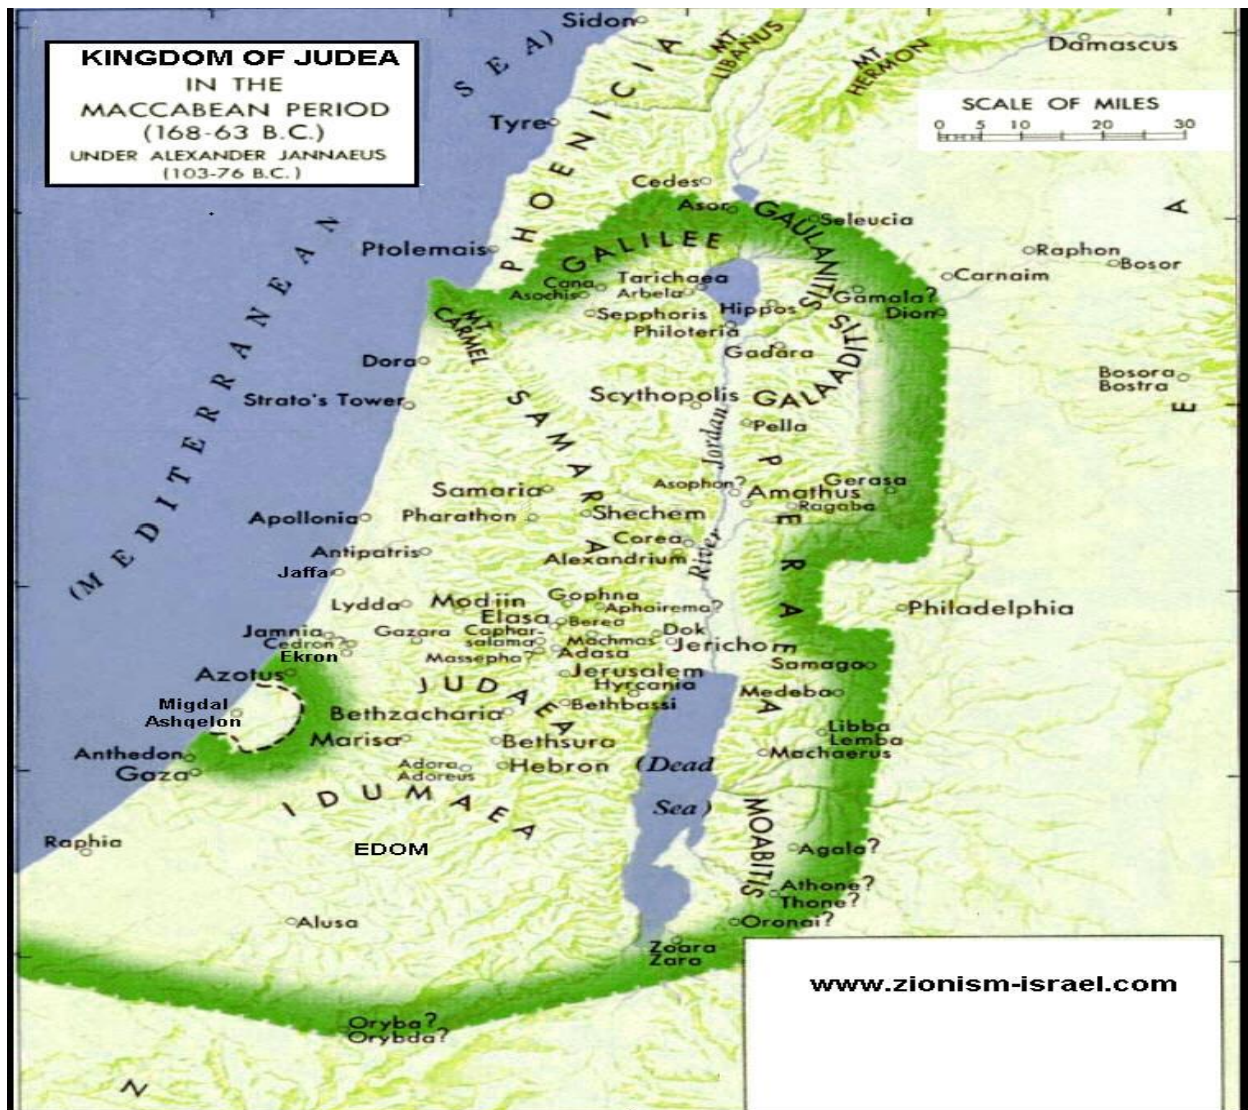 KINGDOM OF JUDEA
IN THE
MACCABEAN PERIOD
(168-63 B.C.)
UNDER ALEXANDER JANNAEUS
(103-76 B.C.)
SCALE OF MILES
0 5 10 20 30
(MEDITERRANEAN SEA)
Sidon
MT LIBANUS
MT HERMON
Damascus
PHOENICIA
Tyre
Cedes
Asor
GAULANITIS
Seleucia
A
Ptolemais
GALILEE
Raphon
Bosor
Carnaim
Cana
Tarichaea
Asochis
Arbela
Gamala?
Sepphoris
Hippos
Dion
Philoteria
MT CARMEL
Gadara
Dora
GALAADITIS
Bosora
Bostra
Strato's Tower
Scythopolis
E
SAMARIA
Pella
River Jordan
PERAEA
Samaria
Asophon?
Gerasa
Amathus
Ragaba
Apollonia
Pharathon
Shechem
Corea
Antipatris
Alexandrium
Jaffa
Lydda
Modiin
Gophna
Aphairema?
Philadelphia
Elasa
Berea
Jamnia
Gazara
Caphar-
salama
Machmas
Dok
Cedron?
Jericho
Ekron
Massepha?
Adasa
Samaga
Azotus
Jerusalem
JUDAEA
Hyrcania
Medeba
Migdal
Ashqelon
Bethzacharia
Bethbassi
Libba
Lemba
Marisa
Bethsura
Machaerus
Anthedon
Gaza
Adora
Adoreus
Hebron
(Dead
Sea)
IDUMAEA
MOABITIS
Raphia
EDOM
Agala?
Athone?
Thone?
Alusa
Oronai?
Zoara
Zara
www.zionism-israel.com
Oryba?
Orybda?
N